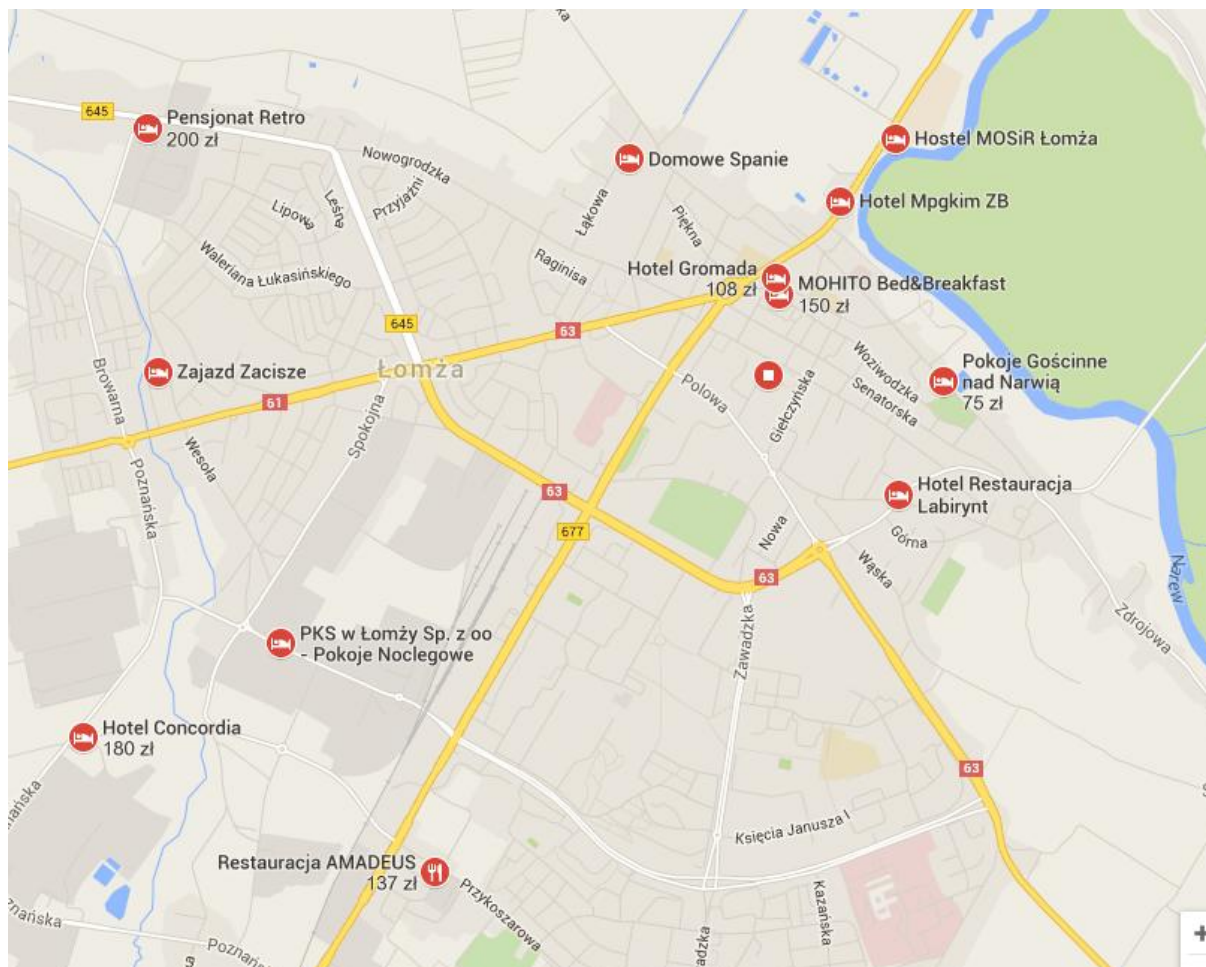 645
Pensjonat Retro
200 zł
Nowogrodzka
Przyjaźni
Leśna
Lipowa
Waleriana Łukasińskiego
Domowe Spanie
Łąkowa
Raginisa
Piękna
Hostel MOSiR Łomża
Hotel Mpgkim ZB
Hotel Gromada
108 zł
MOHITO Bed&Breakfast
150 zł
645
63
Łomża
Zajazd Zacisze
Browarna
61
Spokojna
Wesoła
Poznańska
Polowa
Giełczyńska
Woziwodzka
Senatorska
Pokoje Gościnne
nad Narwią
75 zł
Hotel Restauracja
Labirynt
63
677
Nowa
Górna
Wąska
63
Narew
Zdrojowa
Zawadzka
PKS w Łomży Sp. z oo
- Pokoje Noclegowe
Hotel Concordia
180 zł
63
Księcia Janusza I
Restauracja AMADEUS
137 zł
Przykoszarowa
Kazańska
Poznańska
+